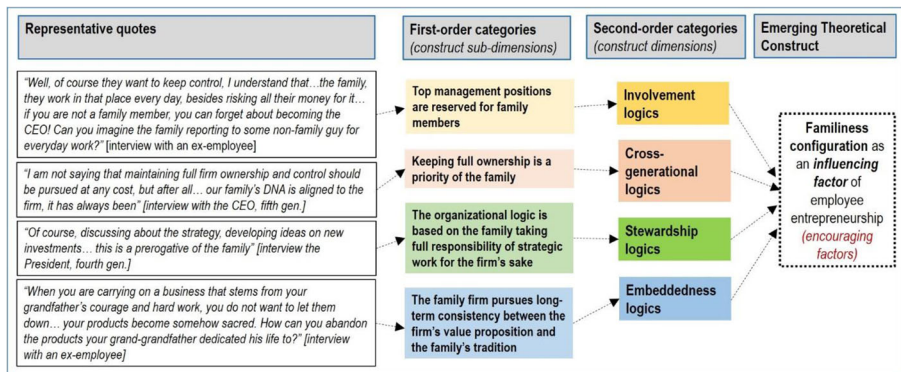 Representative quotes
First-order categories
(construct sub-dimensions)
Second-order categories
(construct dimensions)
Emerging Theoretical
Construct
“Well, of course they want to keep control, I understand that…the family,
they work in that place every day, besides risking all their money for it…
if you are not a family member, you can forget about becoming the
CEO! Can you imagine the family reporting to some non-family guy for
everyday work?” [interview with an ex-employee]
Top management positions
are reserved for family
members
Involvement
logics
“I am not saying that maintaining full firm ownership and control should
be pursued at any cost, but after all… our family’s DNA is aligned to the
firm, it has always been” [interview with the CEO, fifth gen.]
Keeping full ownership is a
priority of the family
Cross-
generational
logics
“Of course, discussing about the strategy, developing ideas on new
investments… this is a prerogative of the family” [interview the
President, fourth gen.]
The organizational logic is
based on the family taking
full responsibility of strategic
work for the firm’s sake
Stewardship
logics
“When you are carrying on a business that stems from your
grandfather’s courage and hard work, you do not want to let them
down… your products become somehow sacred. How can you abandon
the products your grand-grandfather dedicated his life to?” [interview
with an ex-employee]
The family firm pursues long-
term consistency between the
firm’s value proposition and
the family’s tradition
Embeddedness
logics
Familiness
configuration as
an influencing
factor of
employee
entrepreneurship
(encouraging
factors)